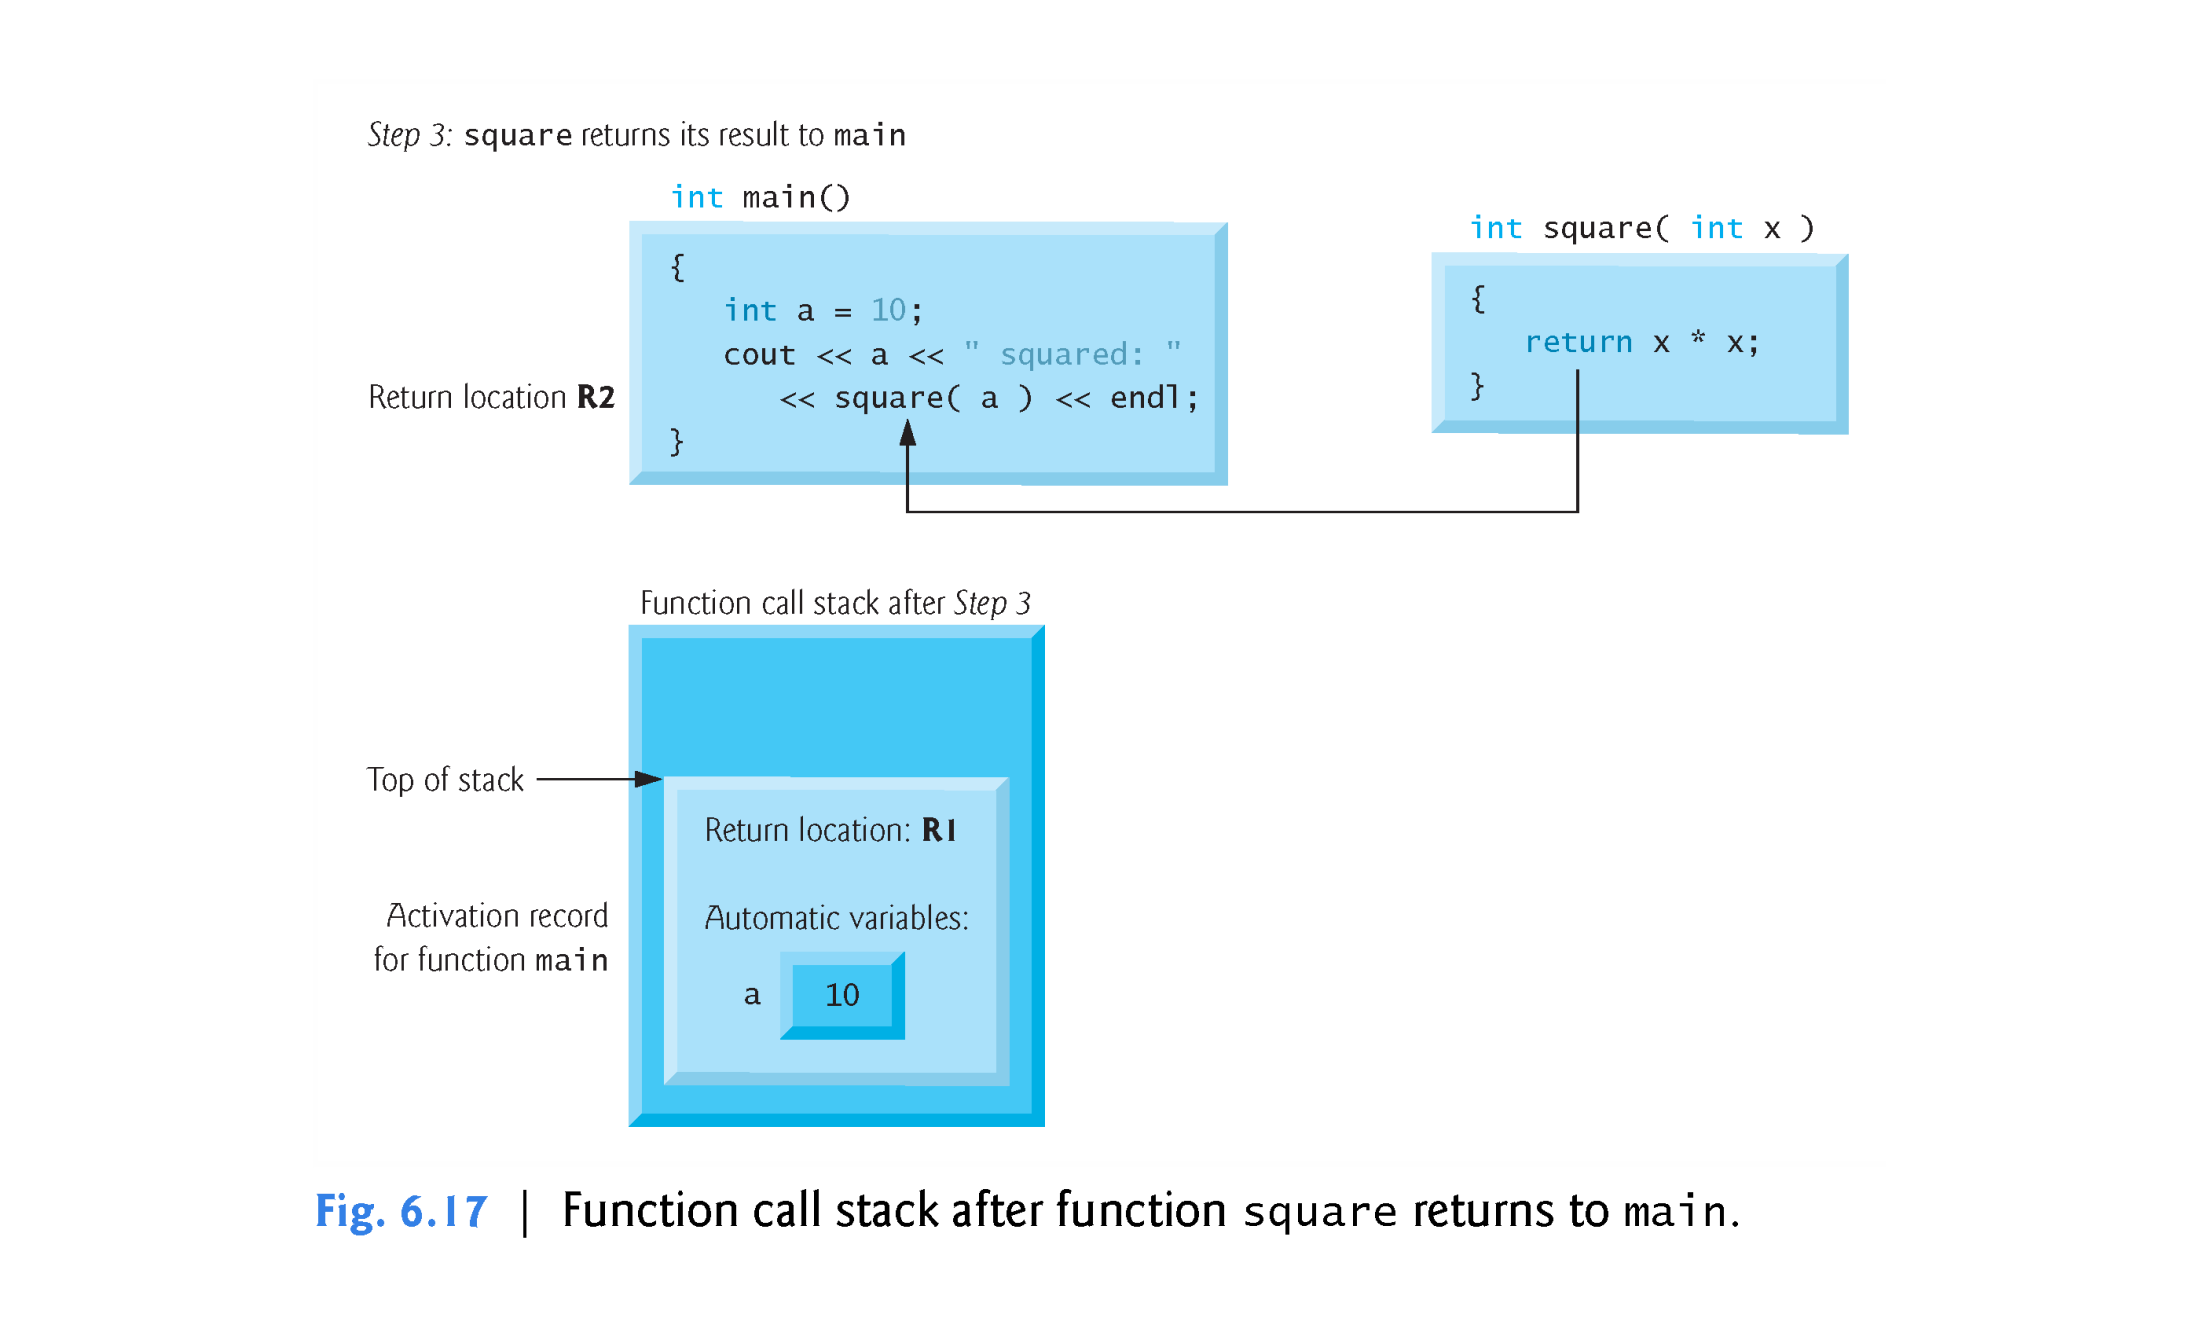 Step 3: square returns its result to main
int main()
{
int a = 10;
cout << a << " squared: "
Return location R2
<< square( a ) << endl;
}
int square( int x )
{
return x * x;
}
Function call stack after Step 3
Top of stack
Return location: R1
Activation record
for function main
Automatic variables:
a
10
Fig. 6.17 | Function call stack after function square returns to main.